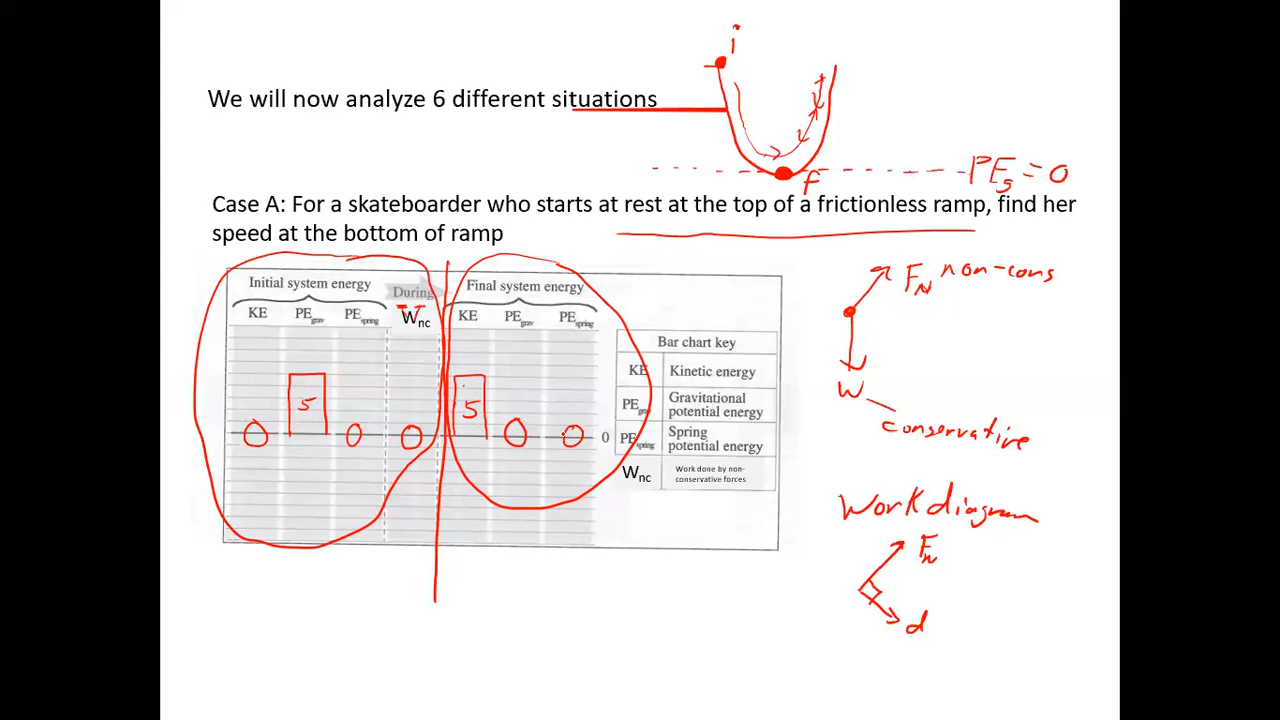 i
We will now analyze 6 different situations
f
PEg = 0
Case A: For a skateboarder who starts at rest at the top of a frictionless ramp, find her
speed at the bottom of ramp
Initial system energy
During
Final system energy
KE PEgrav PEspring Wnc KE PEgrav PEspring
5 5
0 0 0 0 0 0
Bar chart key
KE Kinetic energy
PEgrav Gravitational
potential energy
PEspring Spring
potential energy
Wnc Work done by non-
conservative forces
FN non-cons
W
conservative
Work diagram
FN
d